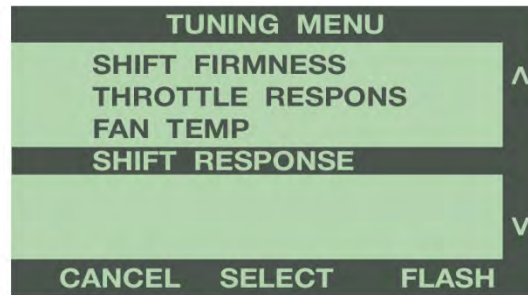 TUNING MENU
SHIFT FIRMNESS
THROTTLE RESPONS
FAN TEMP
SHIFT RESPONSE
CANCEL SELECT FLASH